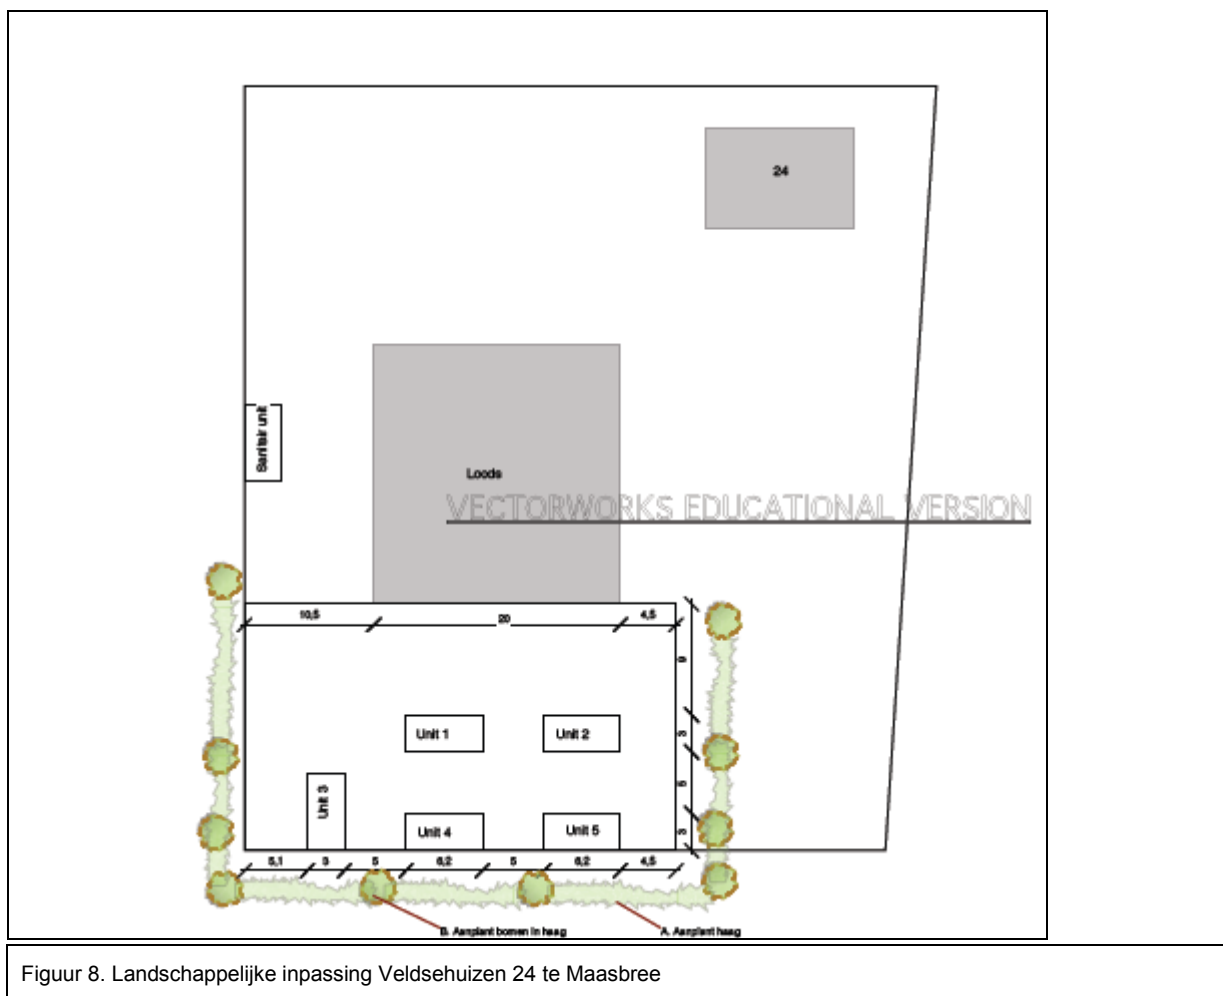 24
Sanitair unit
Loods
VECTORWORKS EDUCATIONAL VERSION
10,5 20 4,5
9
Unit 1 Unit 2
3
Unit 3
5
Unit 4 Unit 5
3
5,1 3 5 6,2 5 6,2 4,5
B. Aanplant bomen in haag A. Aanplant haag
Figuur 8. Landschappelijke inpassing Veldsehuizen 24 te Maasbree